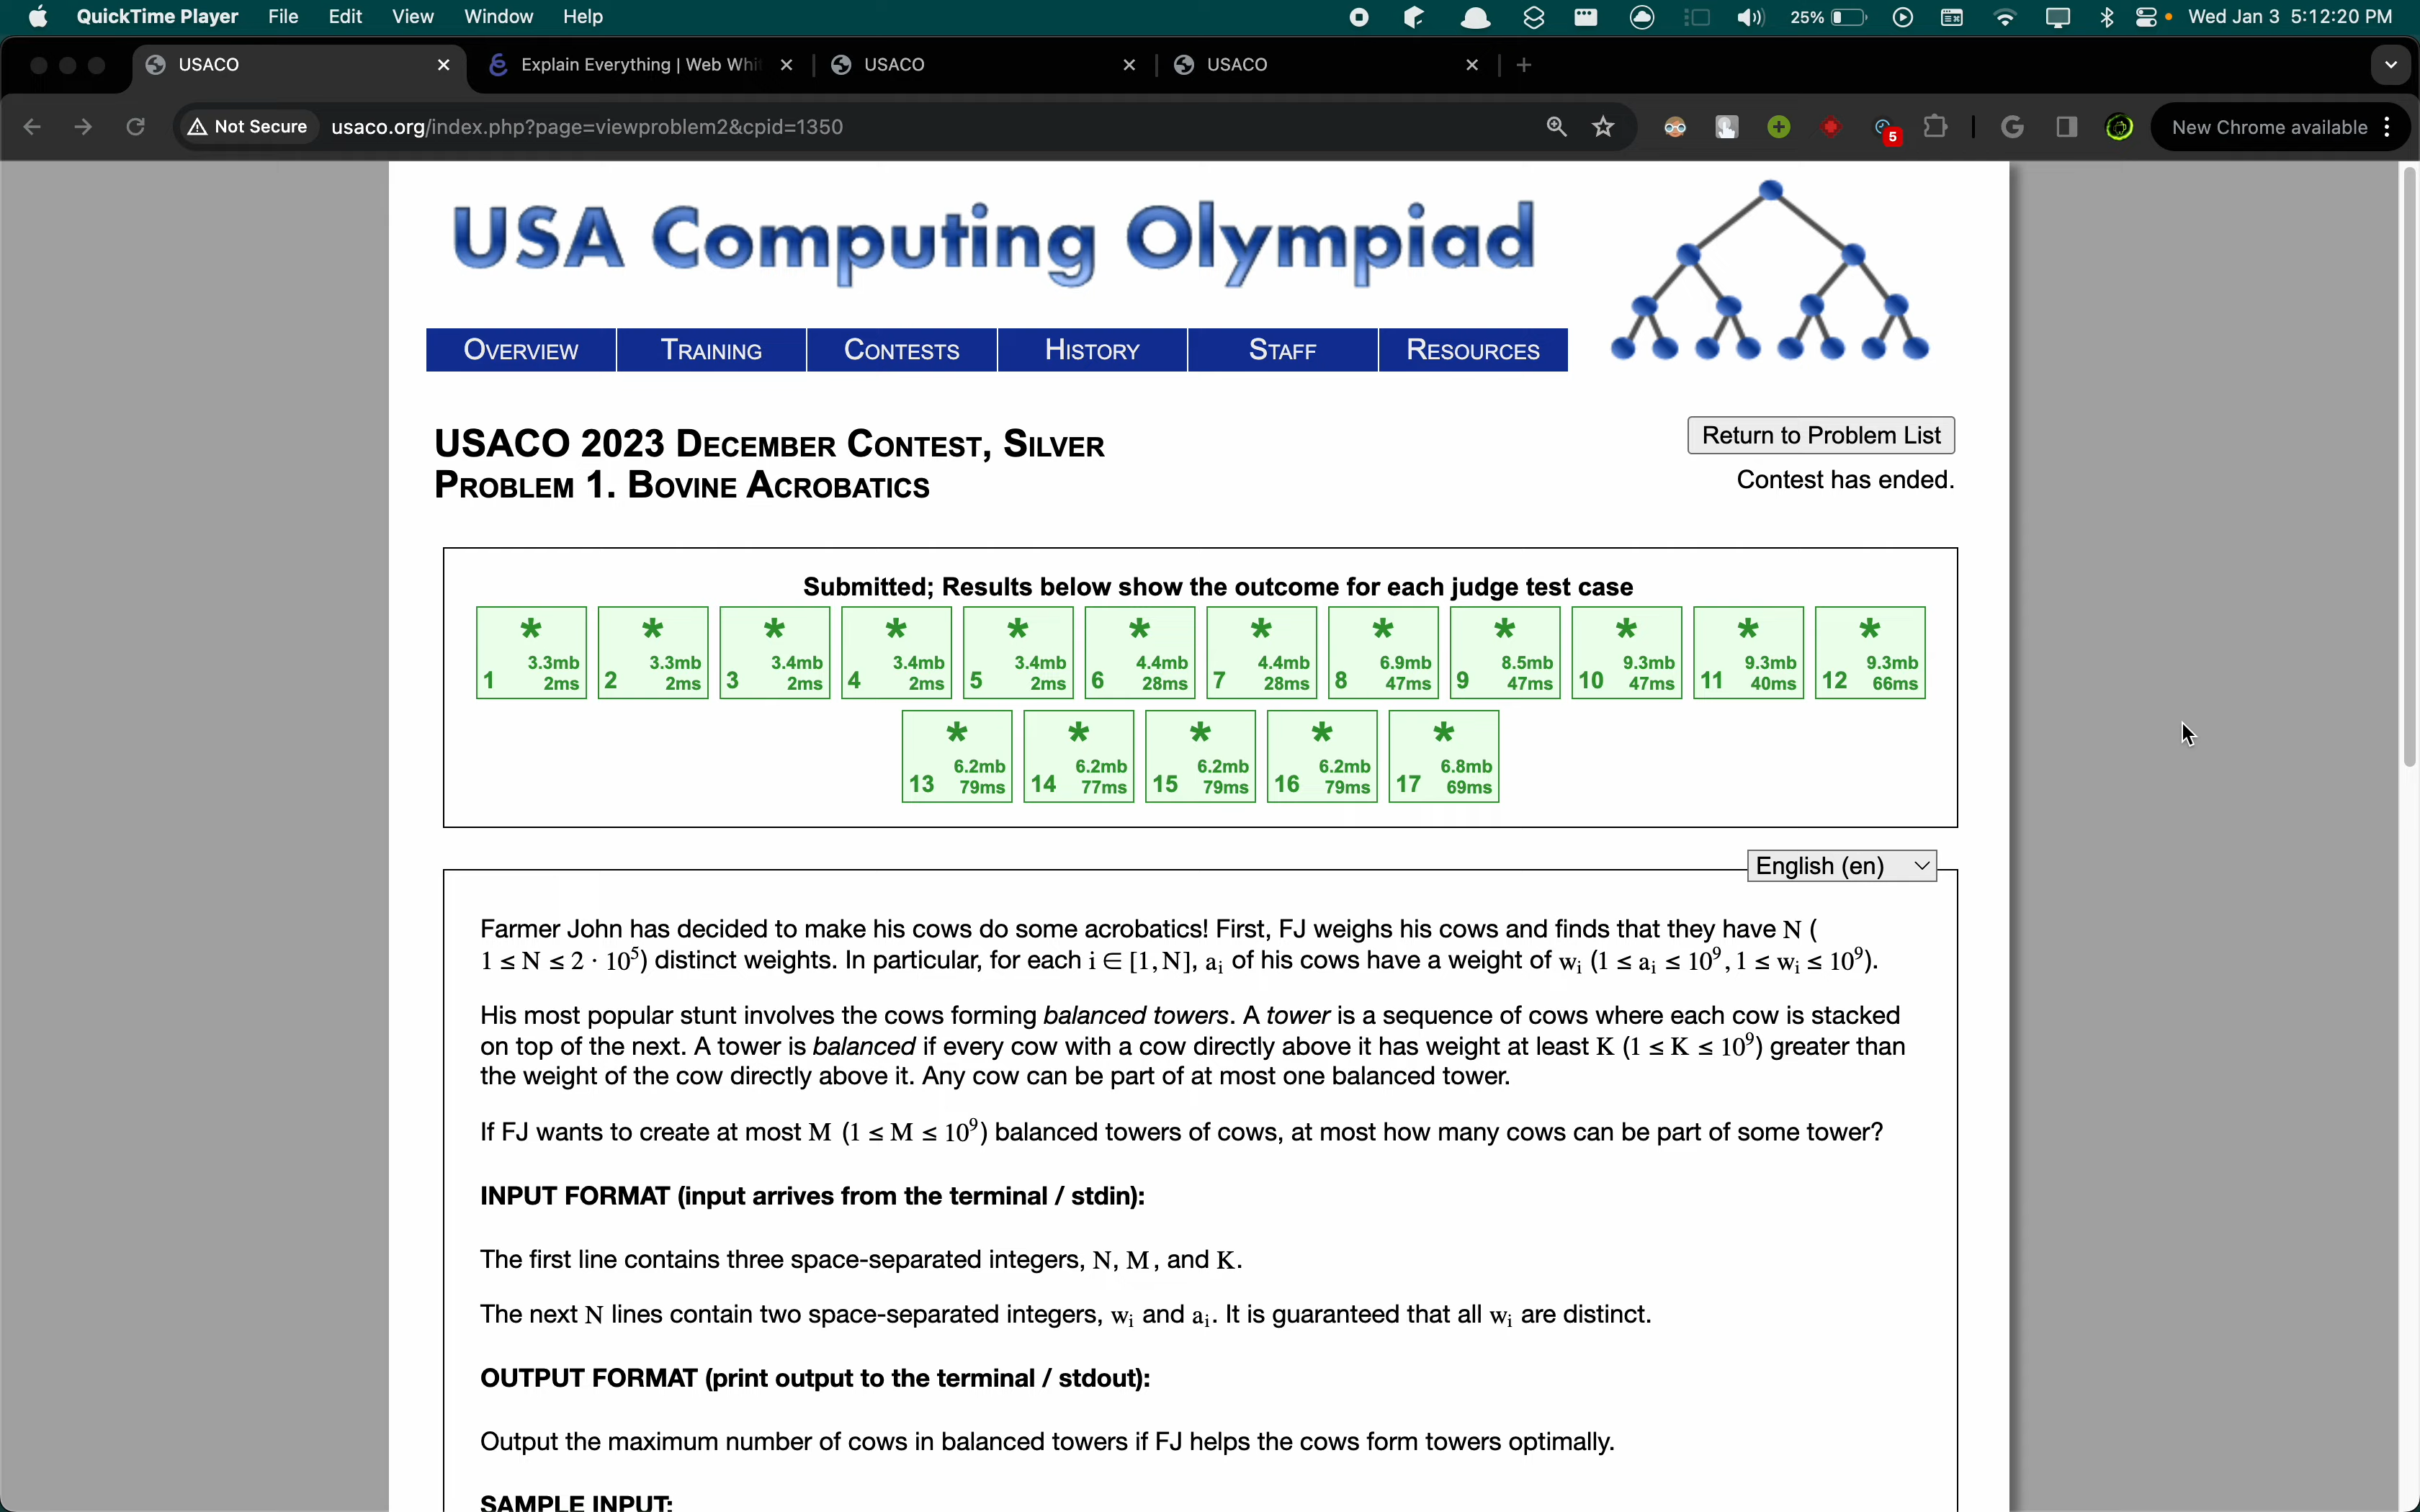 QuickTime Player File Edit View Window Help 25% Wed Jan 3 5:12:20 PM
USACO Explain Everything | Web Whi USACO USACO
Not Secure usaco.org/index.php?page=viewproblem2&cpid=1350 5 New Chrome available
USA Computing Olympiad
OVERVIEW TRAINING CONTESTS HISTORY STAFF RESOURCES
USACO 2023 DECEMBER CONTEST, SILVER
PROBLEM 1. BOVINE ACROBATICS
Return to Problem List
Contest has ended.
Submitted; Results below show the outcome for each judge test case
* * * * * * * * * * * *
3.3mb 3.3mb 3.4mb 3.4mb 3.4mb 4.4mb 4.4mb 6.9mb 8.5mb 9.3mb 9.3mb 9.3mb
1 2ms 2 2ms 3 2ms 4 2ms 5 2ms 6 28ms 7 28ms 8 47ms 9 47ms 10 47ms 11 40ms 12 66ms
* * * * *
6.2mb 6.2mb 6.2mb 6.2mb 6.8mb
13 79ms 14 77ms 15 79ms 16 79ms 17 69ms
English (en)
Farmer John has decided to make his cows do some acrobatics! First, FJ weighs his cows and finds that they have N (
1 ≤ N ≤ 2 · 10⁵) distinct weights. In particular, for each i ∈ [1, N], aᵢ of his cows have a weight of wᵢ (1 ≤ aᵢ ≤ 10⁹, 1 ≤ wᵢ ≤ 10⁹).
His most popular stunt involves the cows forming balanced towers. A tower is a sequence of cows where each cow is stacked
on top of the next. A tower is balanced if every cow with a cow directly above it has weight at least K (1 ≤ K ≤ 10⁹) greater than
the weight of the cow directly above it. Any cow can be part of at most one balanced tower.
If FJ wants to create at most M (1 ≤ M ≤ 10⁹) balanced towers of cows, at most how many cows can be part of some tower?
INPUT FORMAT (input arrives from the terminal / stdin):
The first line contains three space-separated integers, N, M, and K.
The next N lines contain two space-separated integers, wᵢ and aᵢ. It is guaranteed that all wᵢ are distinct.
OUTPUT FORMAT (print output to the terminal / stdout):
Output the maximum number of cows in balanced towers if FJ helps the cows form towers optimally.
SAMPLE INPUT: